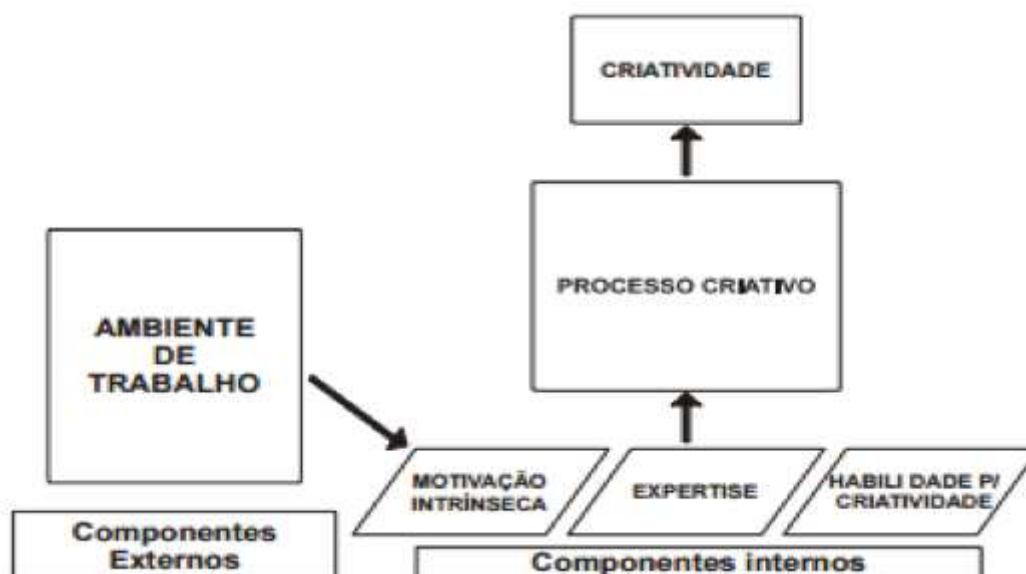 CRIATIVIDADE
PROCESSO CRIATIVO
AMBIENTE
DE
TRABALHO
MOTIVAÇÃO
INTRÍNSECA
EXPERTISE
HABILI DADE P/
CRIATIVIDADE
Componentes
Externos
Componentes internos